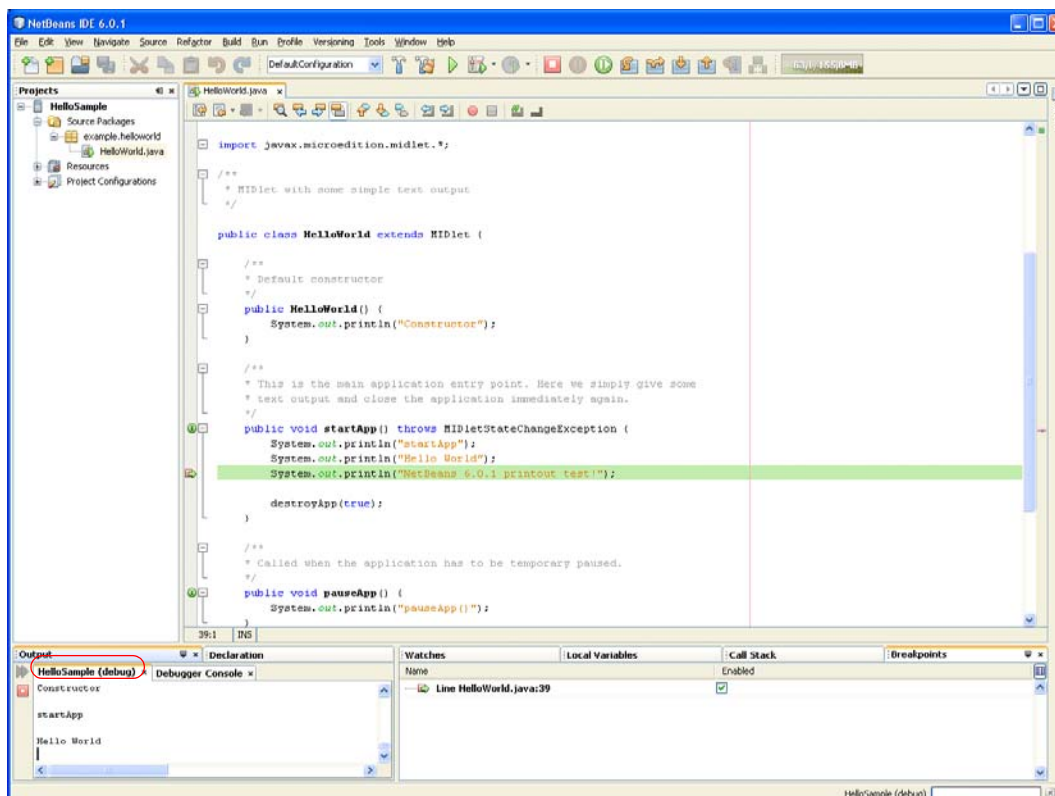 NetBeans IDE 6.0.1
File Edit View Navigate Source Refactor Build Run Profile Versioning Tools Window Help
DefaultConfiguration
Projects
HelloSample
Source Packages
example.helloworld
HelloWorld.java
Resources
Project Configurations
HelloWorld.java
import javax.microedition.midlet.*;
/**
* MIDlet with some simple text output
*/
public class HelloWorld extends MIDlet {
/**
* Default constructor
*/
public HelloWorld() {
System.out.println("Constructor");
}
/**
* This is the main application entry point. Here we simply give some
* text output and close the application immediately again.
*/
public void startApp() throws MIDletStateChangeException {
System.out.println("startApp");
System.out.println("Hello World");
System.out.println("NetBeans 6.0.1 printout test!");
destroyApp(true);
}
/**
* Called when the application has to be temporary paused.
*/
public void pauseApp() {
System.out.println("pauseApp()");
}
39:1 INS
Output
Declaration
HelloSample (debug) x Debugger Console x
Constructor
startApp
Hello World
Watches Local Variables Call Stack Breakpoints
Name Enabled
Line HelloWorld.java:39
HelloSample (debug)